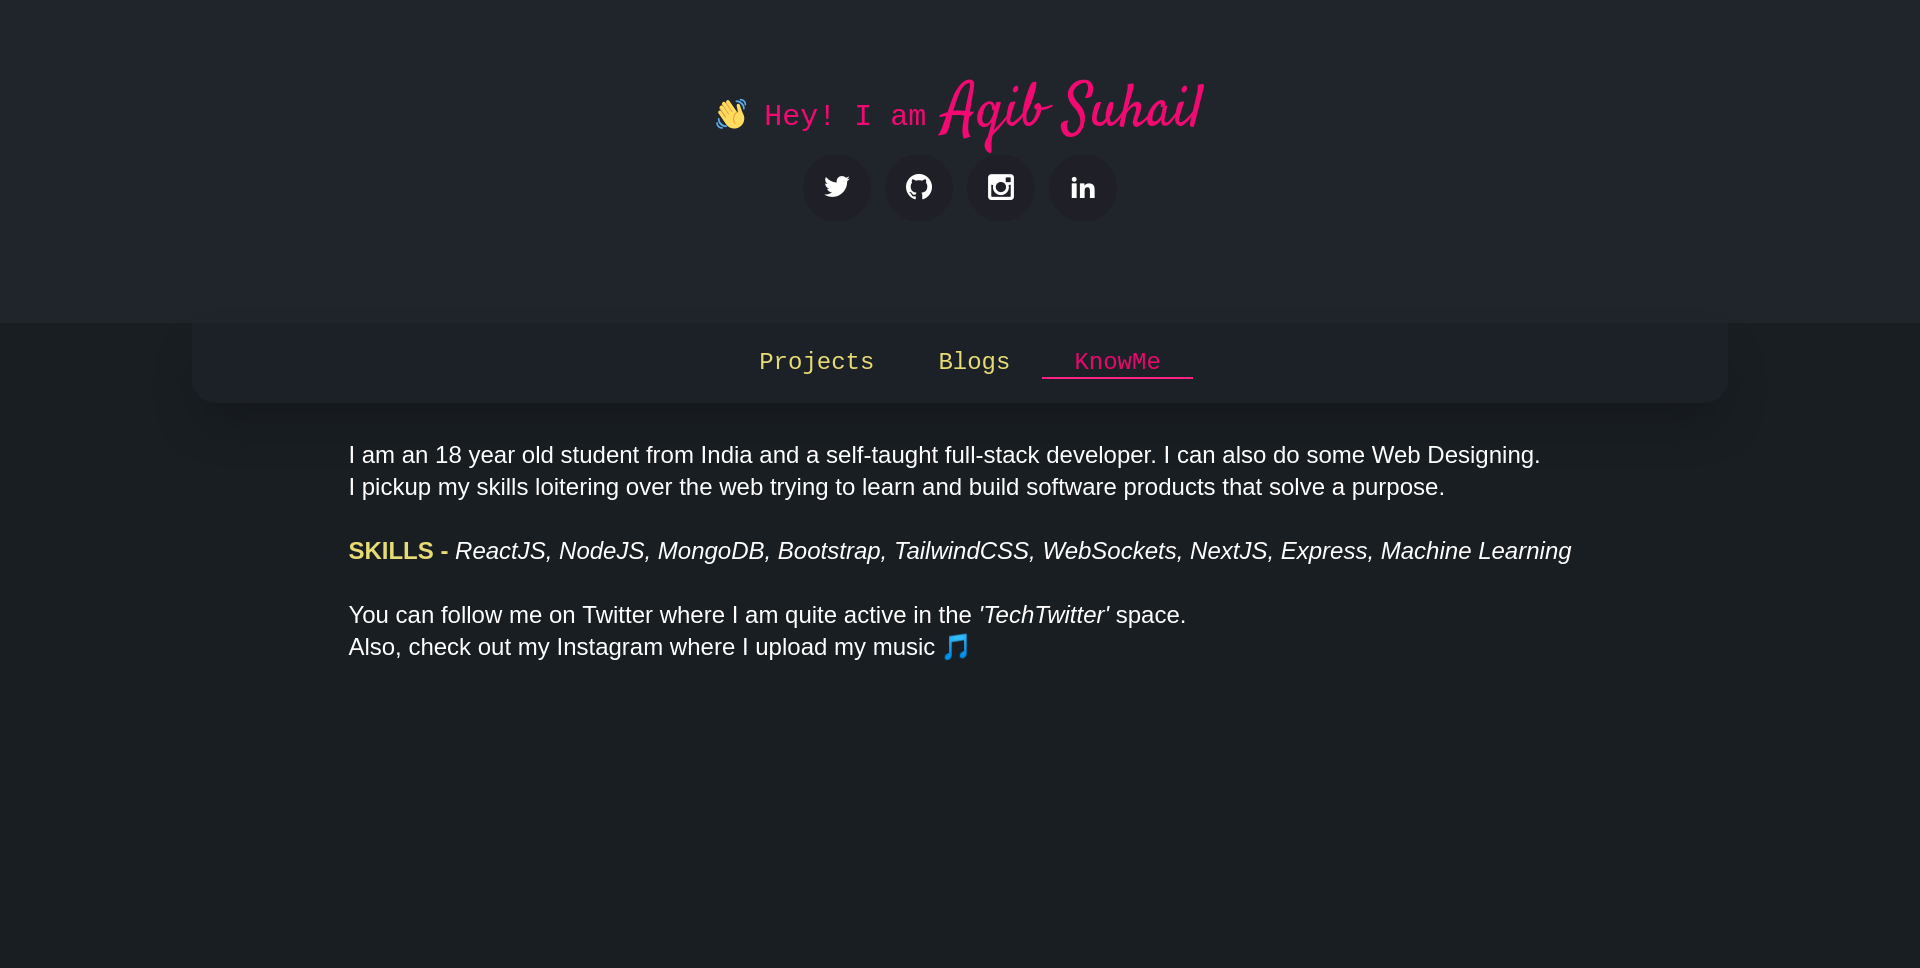 👋 Hey! I am Aqib Suhail
Projects Blogs KnowMe
I am an 18 year old student from India and a self-taught full-stack developer. I can also do some Web Designing.
I pickup my skills loitering over the web trying to learn and build software products that solve a purpose.
SKILLS - ReactJS, NodeJS, MongoDB, Bootstrap, TailwindCSS, WebSockets, NextJS, Express, Machine Learning
You can follow me on Twitter where I am quite active in the 'TechTwitter' space.
Also, check out my Instagram where I upload my music 🎵